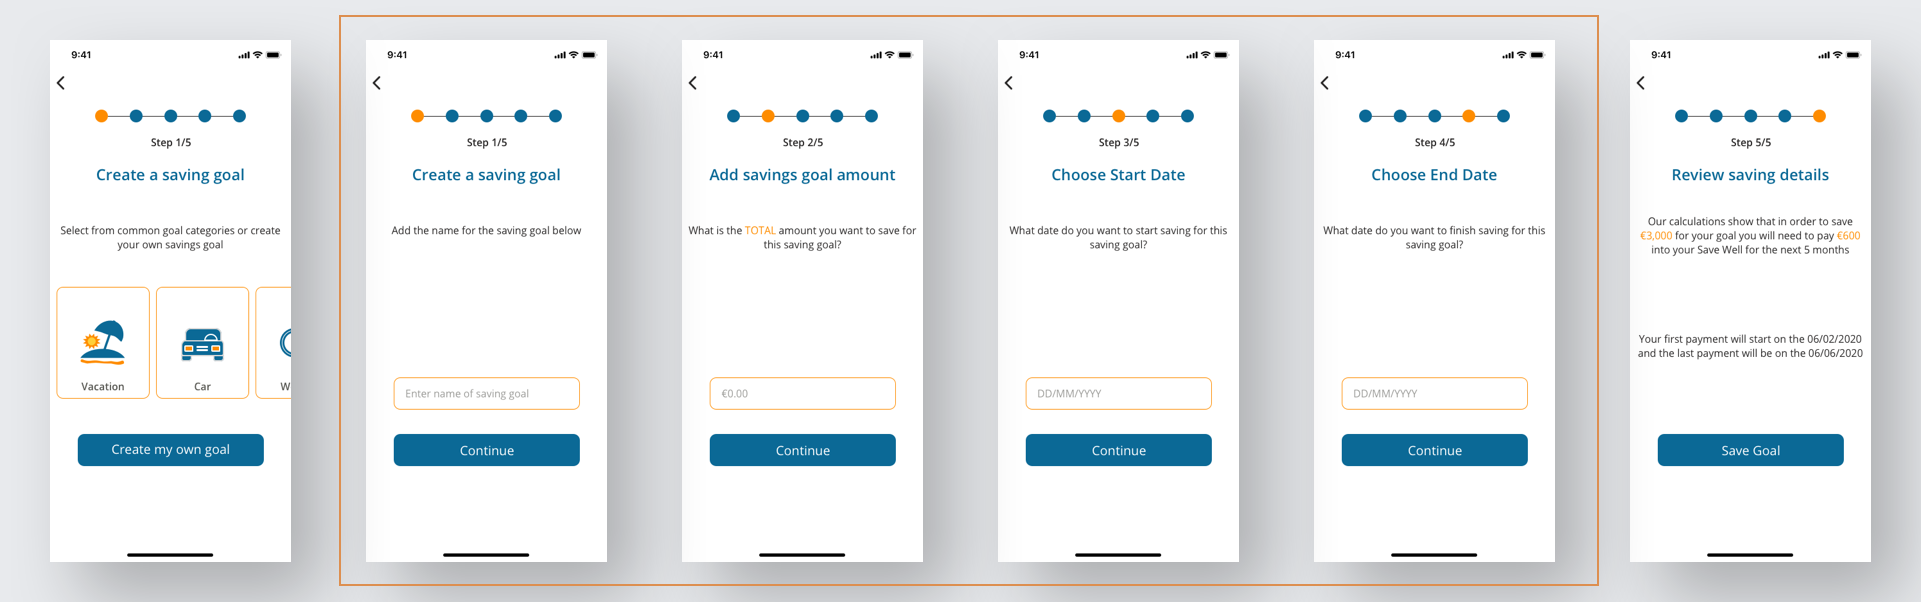 9:41
Step 1/5
Create a saving goal
Select from common goal categories or create
your own savings goal
Vacation
Car
W
Create my own goal
9:41
Step 1/5
Create a saving goal
Add the name for the saving goal below
Enter name of saving goal
Continue
9:41
Step 2/5
Add savings goal amount
What is the TOTAL amount you want to save for
this saving goal?
€0.00
Continue
9:41
Step 3/5
Choose Start Date
What date do you want to start saving for this
saving goal?
DD/MM/YYYY
Continue
9:41
Step 4/5
Choose End Date
What date do you want to finish saving for this
saving goal?
DD/MM/YYYY
Continue
9:41
Step 5/5
Review saving details
Our calculations show that in order to save
€3,000 for your goal you will need to pay €600
into your Save Well for the next 5 months
Your first payment will start on the 06/02/2020
and the last payment will be on the 06/06/2020
Save Goal